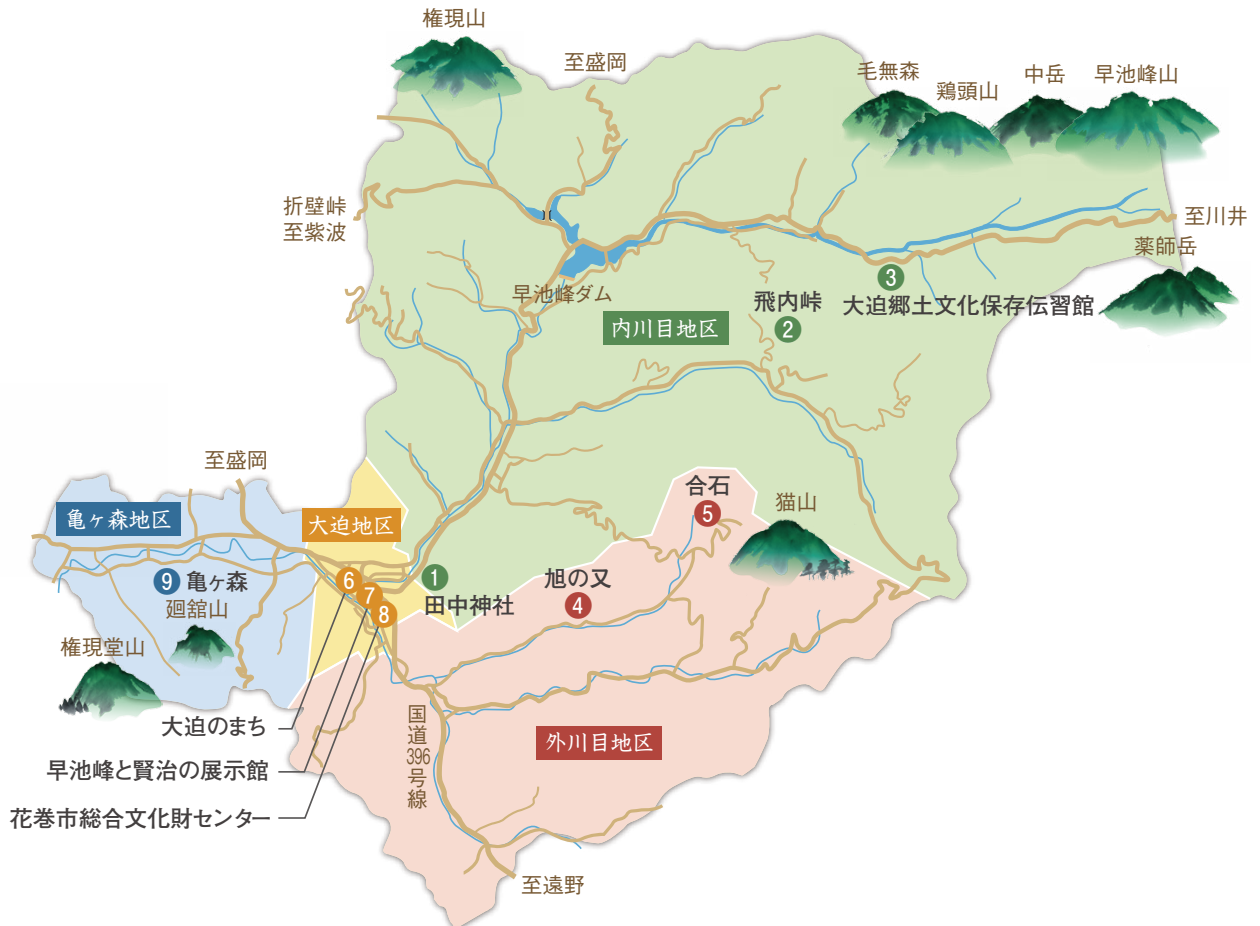 権現山
至盛岡
毛無森
鶏頭山
中岳
早池峰山
折壁峠
至紫波
至川井
薬師岳
早池峰ダム
3
大迫郷土文化保存伝習館
飛内峠
2
内川目地区
至盛岡
亀ヶ森地区
大迫地区
合石
5
猫山
9 亀ヶ森
廻舘山
権現堂山
6
7
8
1
田中神社
旭の又
4
大迫のまち
早池峰と賢治の展示館
花巻市総合文化財センター
国道396号線
外川目地区
至遠野